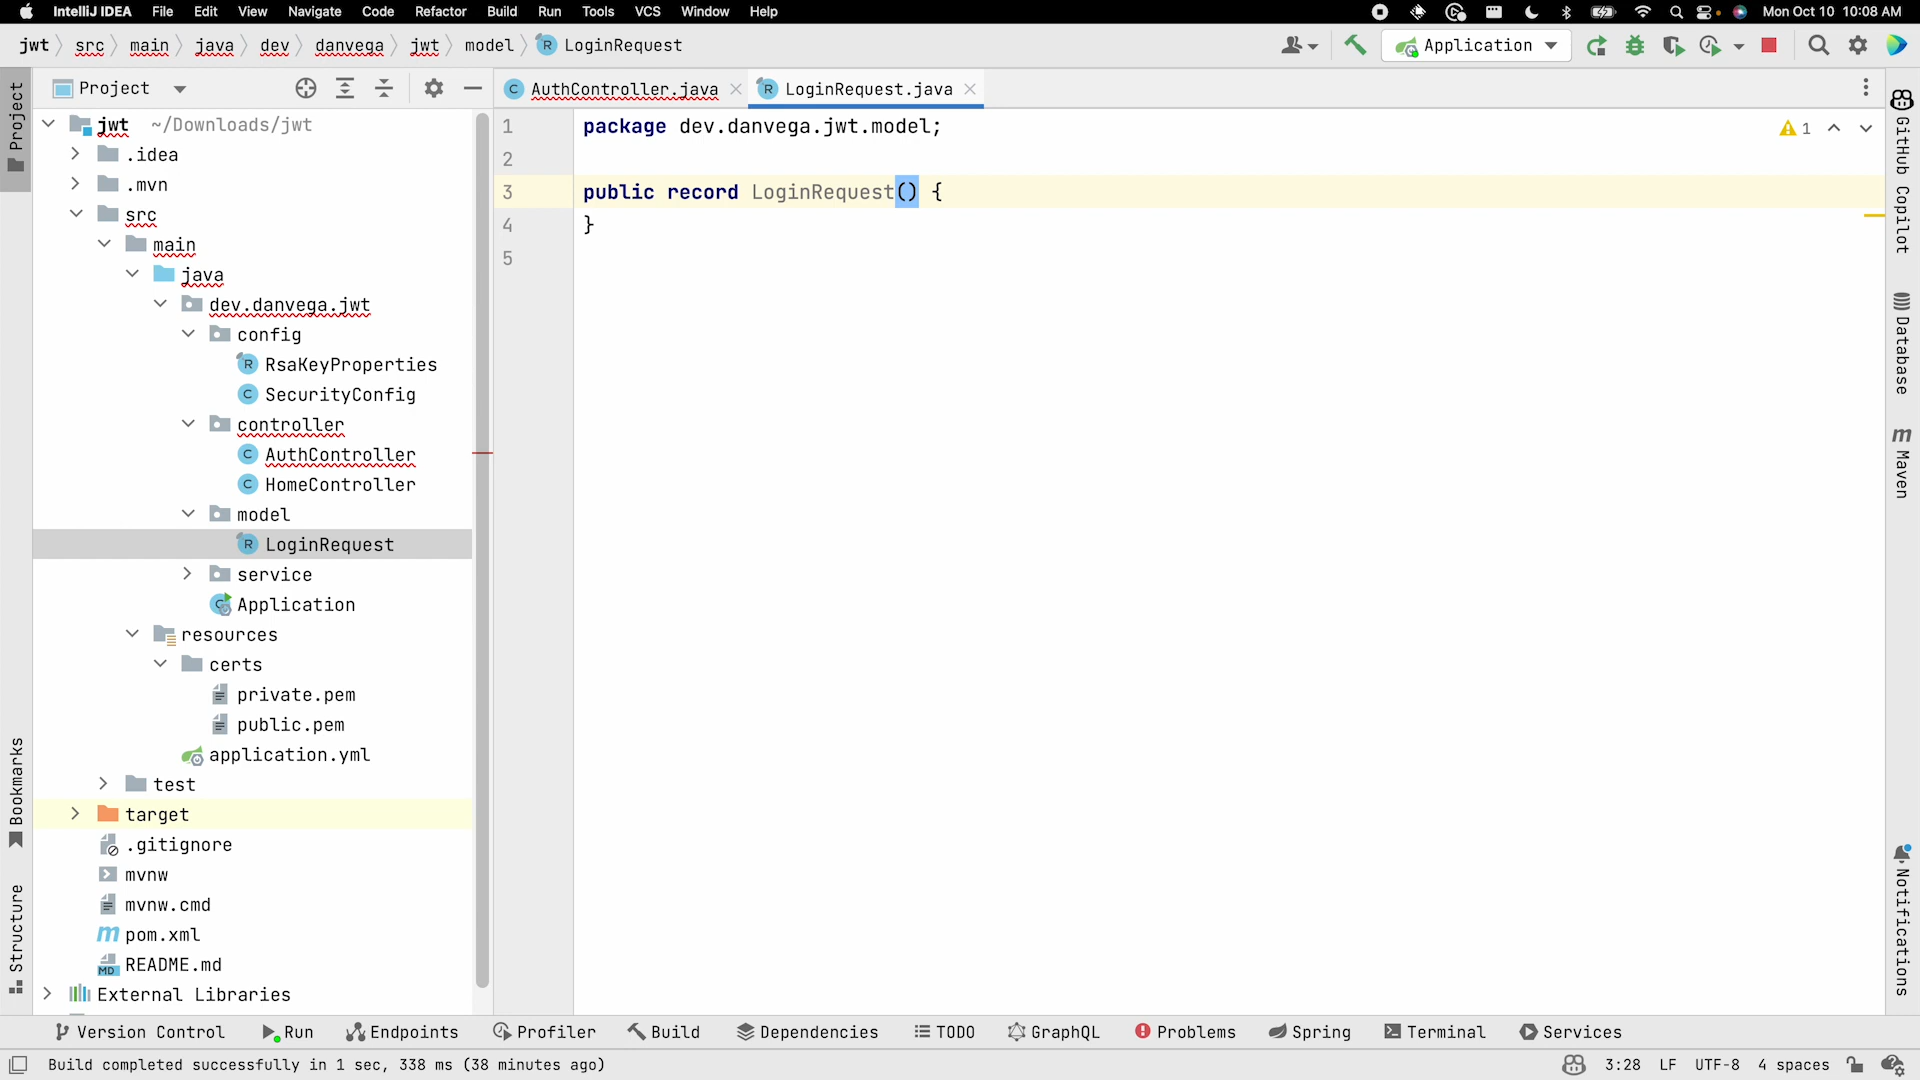 IntelliJ IDEA File Edit View Navigate Code Refactor Build Run Tools VCS Window Help Mon Oct 10 10:08 AM
jwt src main java dev danvega jwt model R LoginRequest Application
Project
Project
C AuthController.java R LoginRequest.java
jwt ~/Downloads/jwt
.idea
.mvn
src
main
java
dev.danvega.jwt
config
R RsaKeyProperties
C SecurityConfig
controller
C AuthController
C HomeController
model
R LoginRequest
service
C Application
resources
certs
private.pem
public.pem
application.yml
test
target
.gitignore
mvnw
mvnw.cmd
m pom.xml
MD README.md
External Libraries
Bookmarks
Structure
1 package dev.danvega.jwt.model;
2
3 public record LoginRequest() {
4 }
5
1
GitHub Copilot
Database
m Maven
Notifications
Version Control Run Endpoints Profiler Build Dependencies TODO GraphQL Problems Spring Terminal Services
Build completed successfully in 1 sec, 338 ms (38 minutes ago) 3:28 LF UTF-8 4 spaces